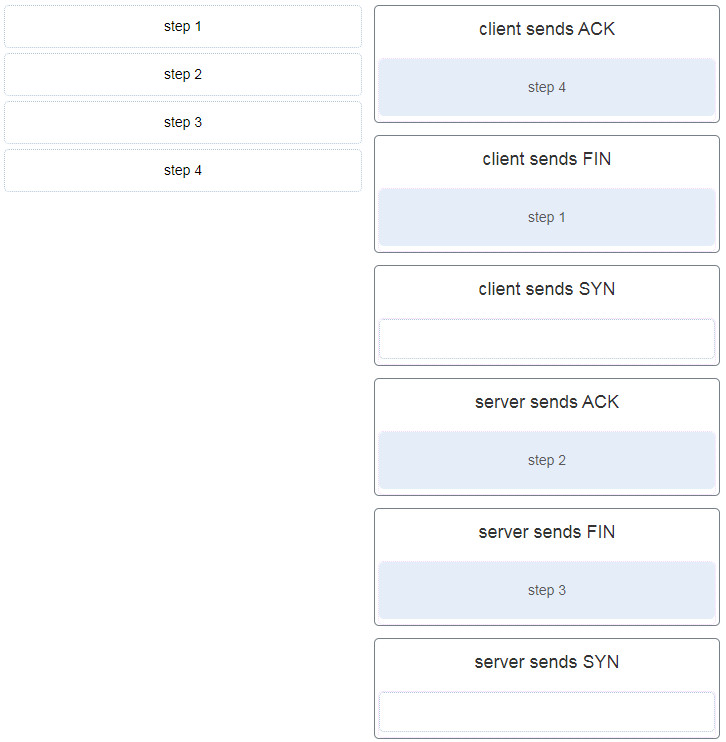 step 1
step 2
step 3
step 4
client sends ACK
step 4
client sends FIN
step 1
client sends SYN
server sends ACK
step 2
server sends FIN
step 3
server sends SYN